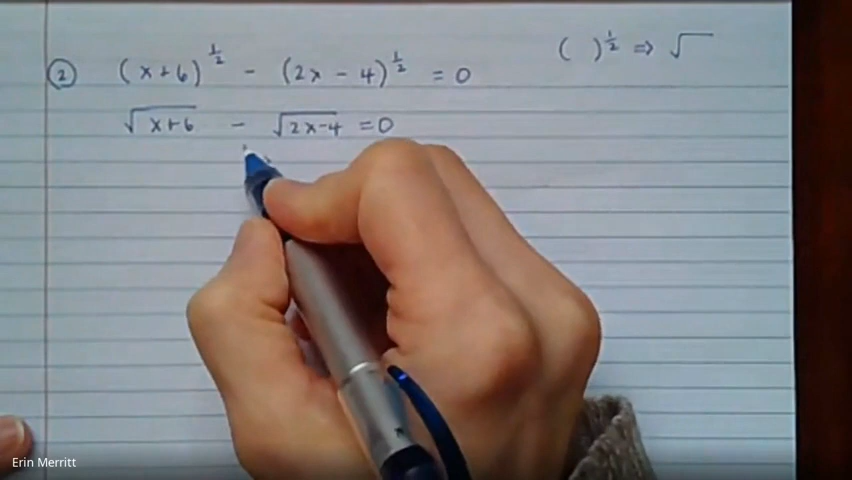 ② (x+6)^½ - (2x-4)^½ = 0
( )^½ ⇒ √
√x+6 - √2x-4 = 0
Erin Merritt